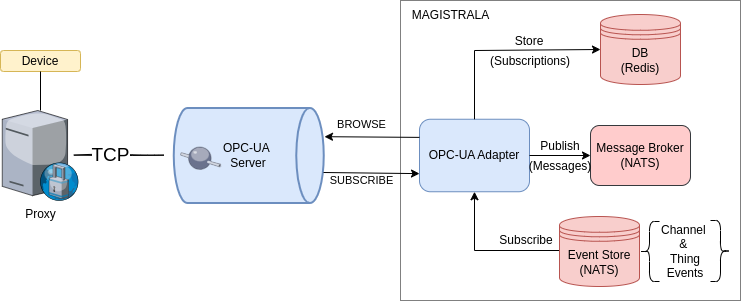 MAGISTRALA
Device
Store
(Subscriptions)
DB
(Redis)
TCP
OPC-UA
Server
BROWSE
SUBSCRIBE
OPC-UA Adapter
Publish
(Messages)
Message Broker
(NATS)
Proxy
Subscribe
Event Store
(NATS)
Channel
&
Thing
Events